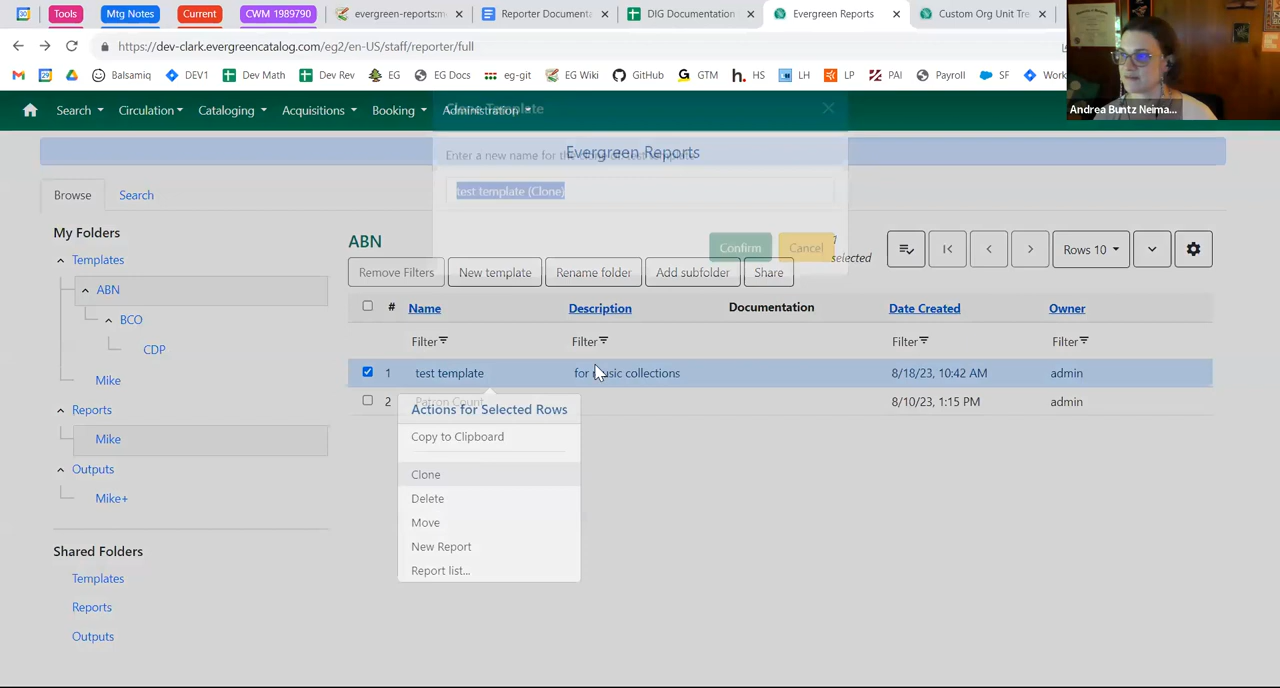 Tools
Mtg Notes
Current
CWM 1989790
evergreen-reports:m
Reporter Documenta
DIG Documentation
Evergreen Reports
Custom Org Unit Tre
https://dev-clark.evergreencatalog.com/eg2/en-US/staff/reporter/full
Balsamiq
DEV1
Dev Math
Dev Rev
EG
EG Docs
eg-git
EG Wiki
GitHub
GTM
HS
LH
LP
PAI
Payroll
SF
Work
Andrea Buntz Neima...
Search
Circulation
Cataloging
Acquisitions
Booking
Administration
Clone Template
Evergreen Reports
Enter a new name for the
test template (Clone)
Confirm
Cancel
Browse
Search
My Folders
Templates
ABN
BCO
CDP
Mike
Reports
Mike
Outputs
Mike+
Shared Folders
Templates
Reports
Outputs
ABN
1 selected
Rows 10
Remove Filters
New template
Rename folder
Add subfolder
Share
# Name Description Documentation Date Created Owner
Filter Filter Filter Filter
1 test template for music collections 8/18/23, 10:42 AM admin
2 Patron Count 8/10/23, 1:15 PM admin
Actions for Selected Rows
Copy to Clipboard
Clone
Delete
Move
New Report
Report list...